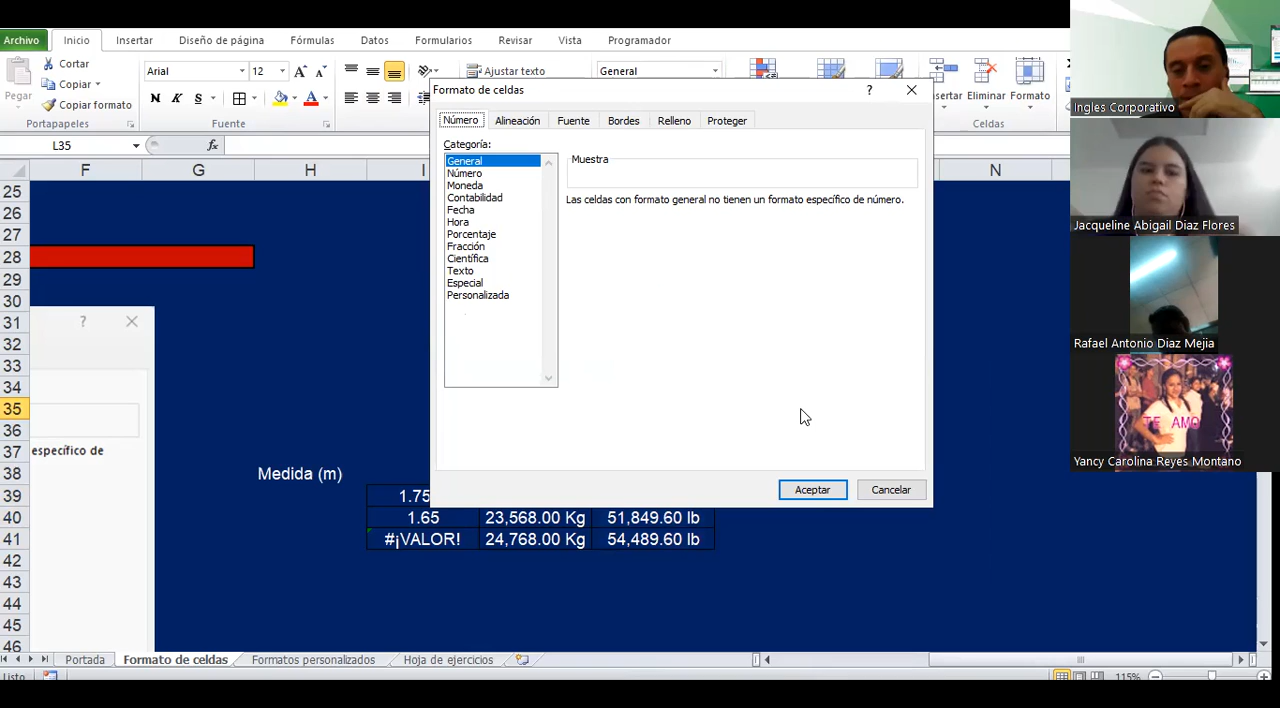 Archivo Inicio Insertar Diseño de página Fórmulas Datos Formularios Revisar Vista Programador
Pegar
Cortar
Copiar
Copiar formato
Portapapeles
Arial 12
N K S
Fuente
Ajustar texto
General
Insertar Eliminar Formato
Celdas
L35
fx
F G H I N
25
26
27
28
29
30
31
32
33
34
35
36
37
38
39
40
41
42
43
44
45
46
?
específico de
Medida (m)
1.75
1.65 23,568.00 Kg 51,849.60 lb
#¡VALOR! 24,768.00 Kg 54,489.60 lb
Formato de celdas
?
Número Alineación Fuente Bordes Relleno Proteger
Categoría:
General
Número
Moneda
Contabilidad
Fecha
Hora
Porcentaje
Fracción
Científica
Texto
Especial
Personalizada
Muestra
Las celdas con formato general no tienen un formato específico de número.
Aceptar Cancelar
Portada Formato de celdas Formatos personalizados Hoja de ejercicios
Listo
115%
Ingles Corporativo
Jacqueline Abigail Diaz Flores
Rafael Antonio Diaz Mejia
TE AMO
Yancy Carolina Reyes Montano